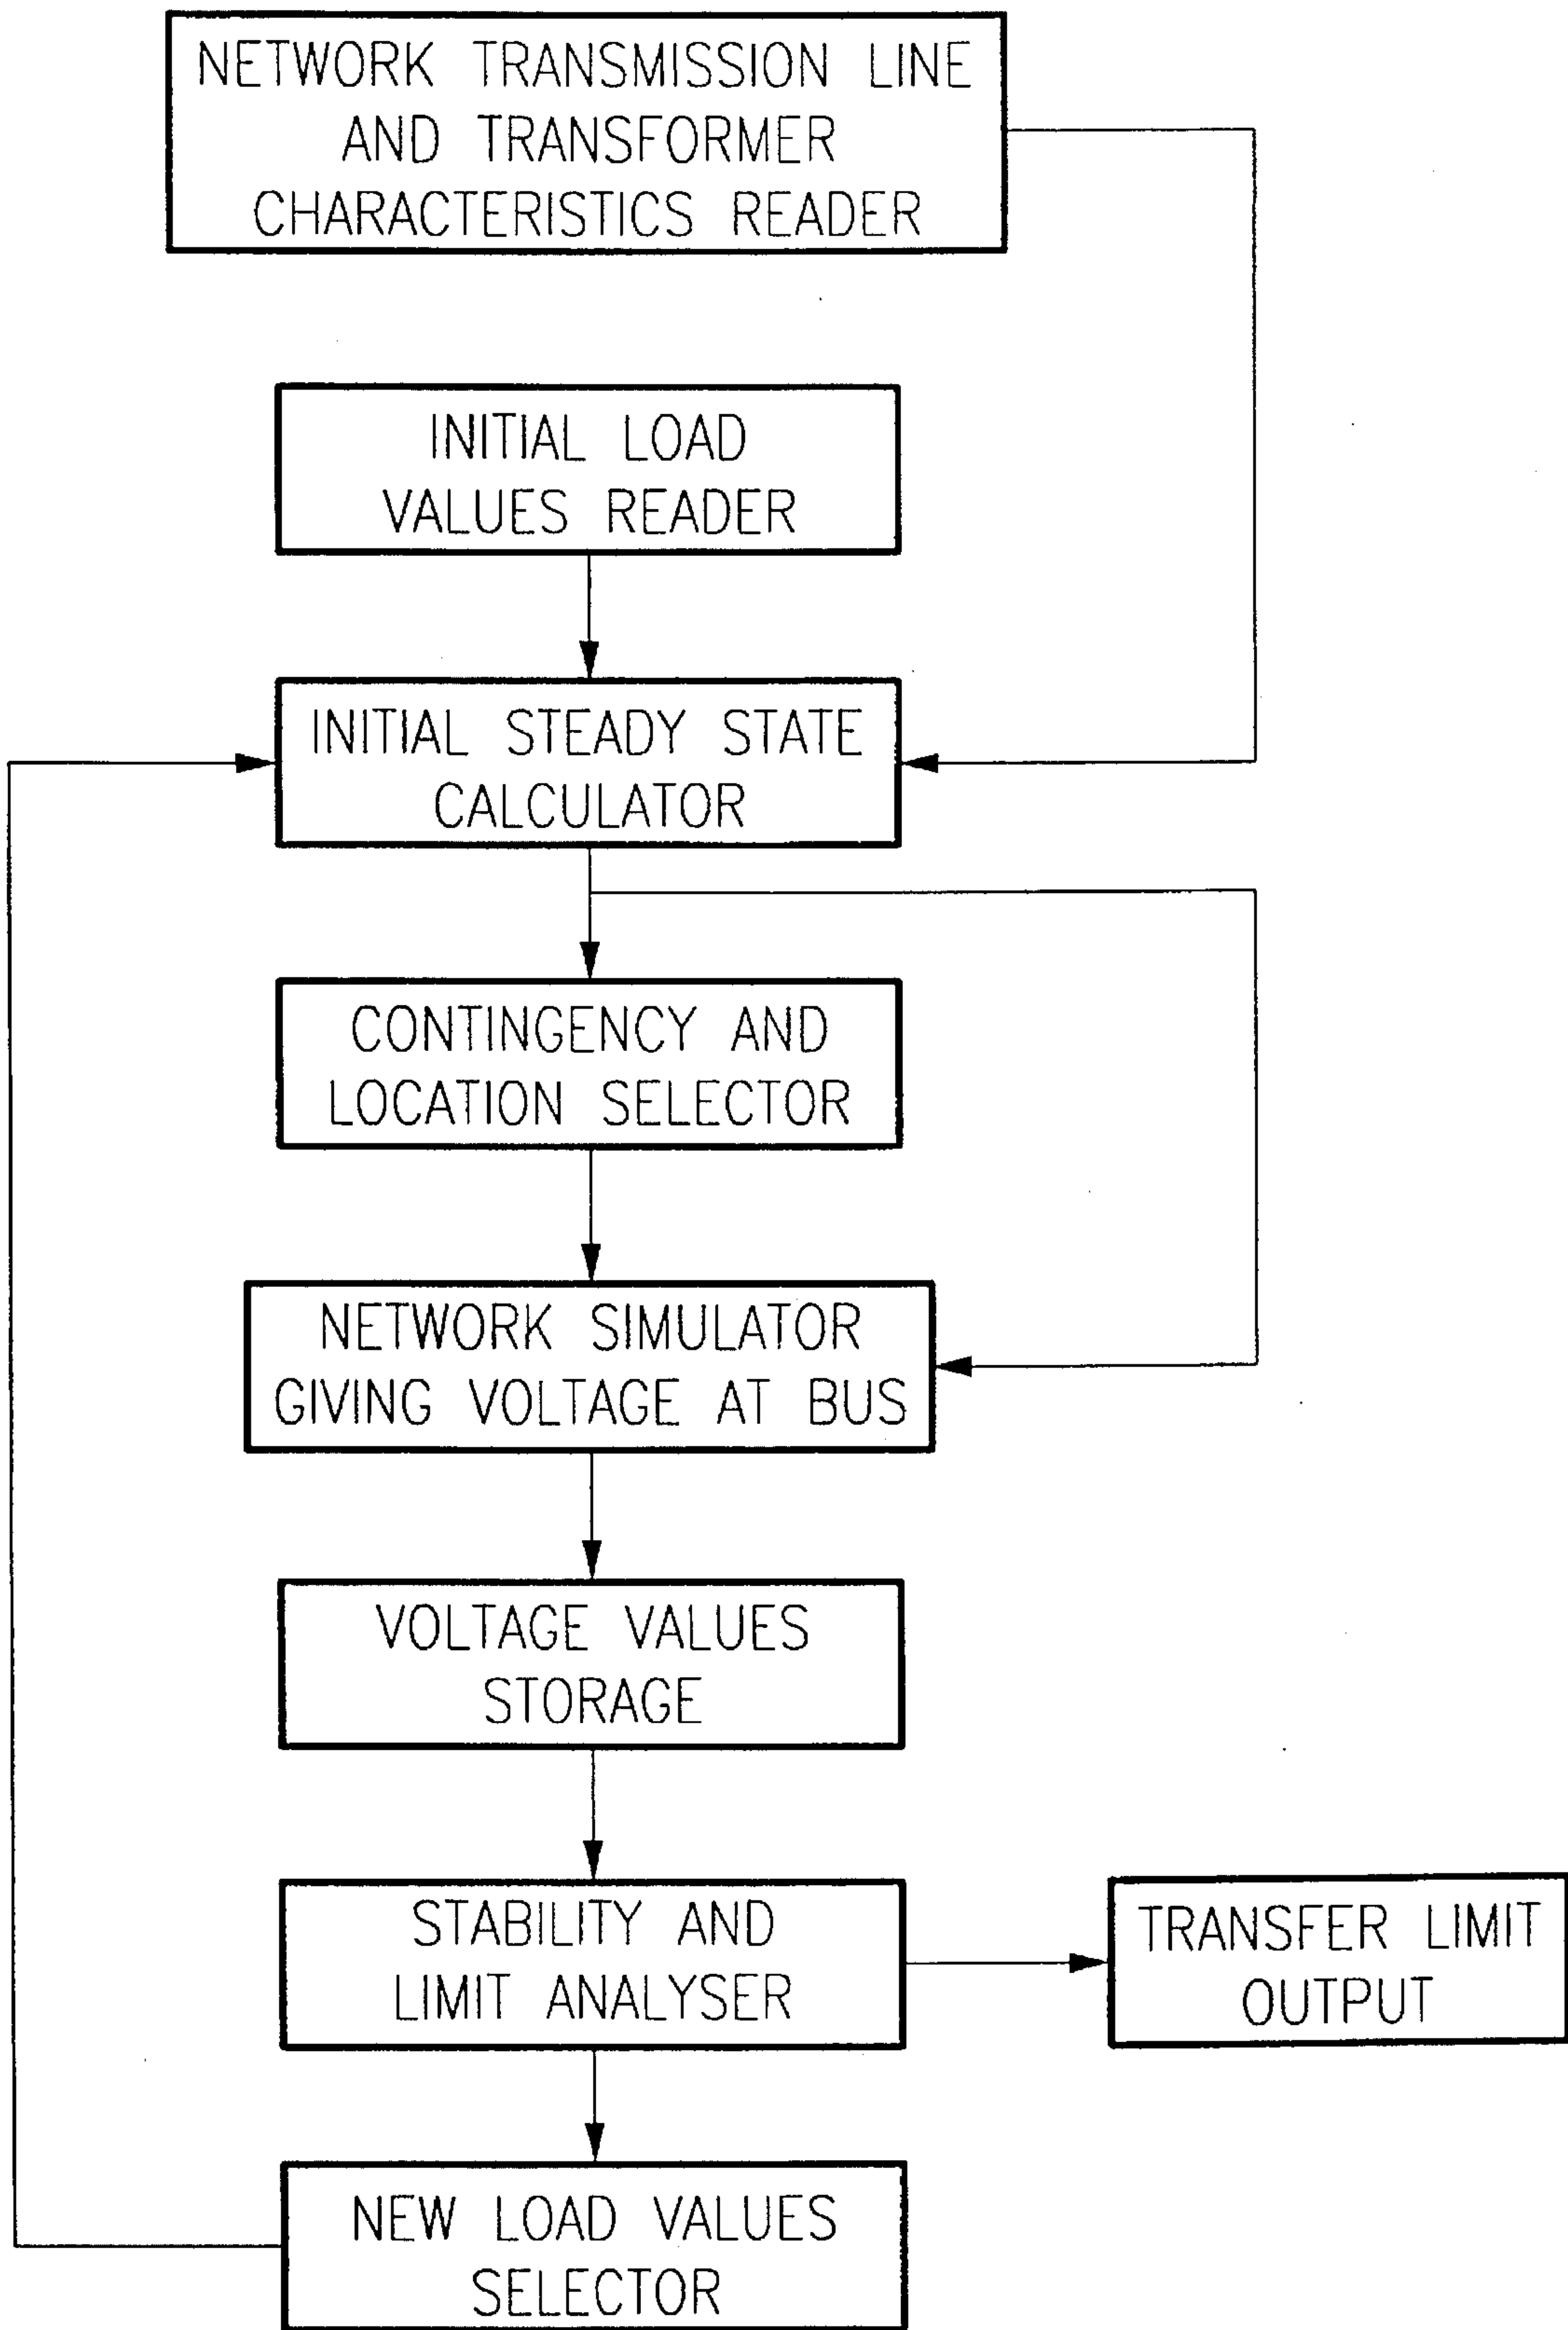 NETWORK TRANSMISSION LINE
AND TRANSFORMER
CHARACTERISTICS READER
INITIAL LOAD
VALUES READER
INITIAL STEADY STATE
CALCULATOR
CONTINGENCY AND
LOCATION SELECTOR
NETWORK SIMULATOR
GIVING VOLTAGE AT BUS
VOLTAGE VALUES
STORAGE
STABILITY AND
LIMIT ANALYSER
TRANSFER LIMIT
OUTPUT
NEW LOAD VALUES
SELECTOR